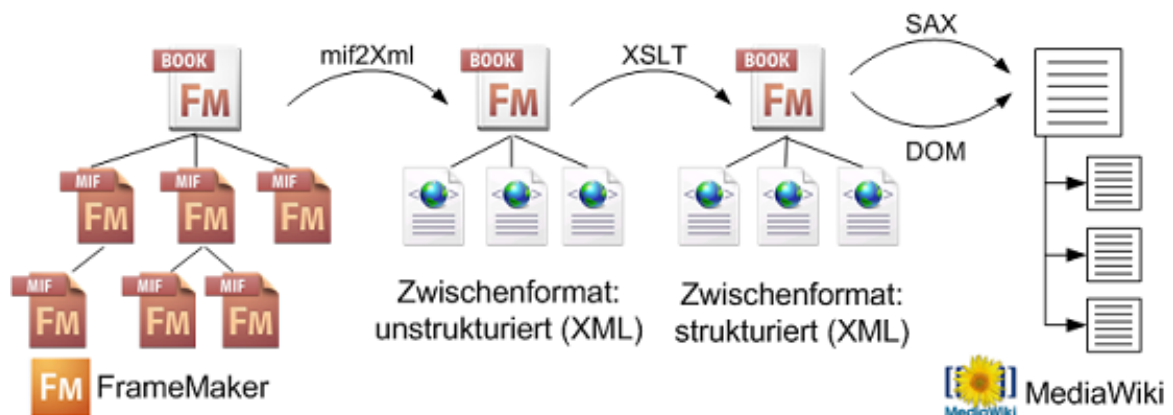 BOOK
FM
mif2Xml
BOOK
FM
XSLT
BOOK
FM
SAX
DOM
MIF
FM
MIF
FM
MIF
FM
< >
< >
< >
< >
< >
< >
MIF
FM
MIF
FM
MIF
FM
Zwischenformat:
unstrukturiert (XML)
Zwischenformat:
strukturiert (XML)
FM FrameMaker
[[ ]] MediaWiki
MediaWiki